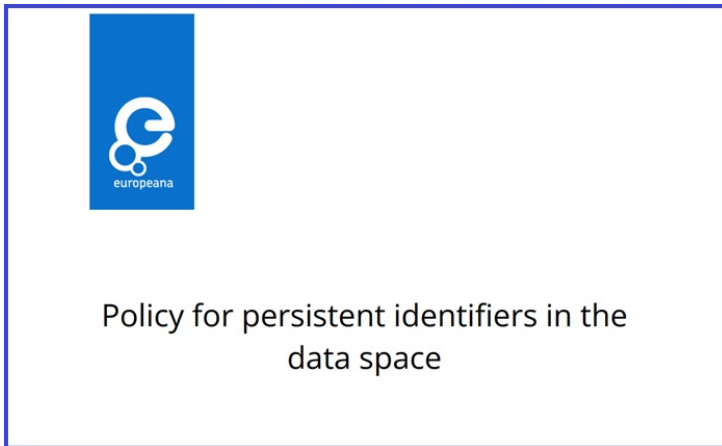 europeana
Policy for persistent identifiers in the
data space